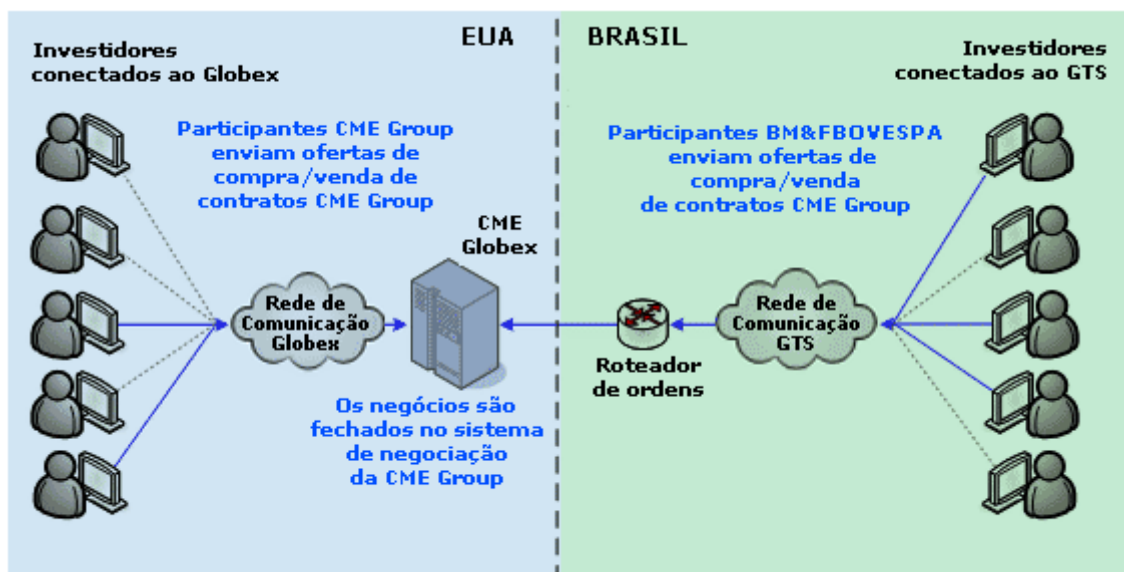 EUA
BRASIL
Investidores
conectados ao Globex
Investidores
conectados ao GTS
Participantes CME Group
enviam ofertas de
compra/venda de
contratos CME Group
Participantes BM&FBOVESPA
enviam ofertas de
compra/venda
de contratos CME Group
CME
Globex
Rede de
Comunicação
Globex
Rede de
Comunicação
GTS
Roteador
de ordens
Os negócios são
fechados no sistema
de negociação
da CME Group